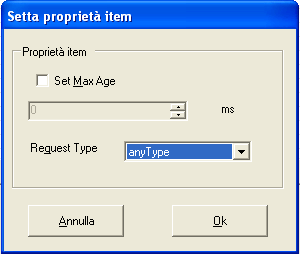 Setta proprietà item
Proprietà item
Set Max Age
0 ms
Request Type anyType
Annulla Ok